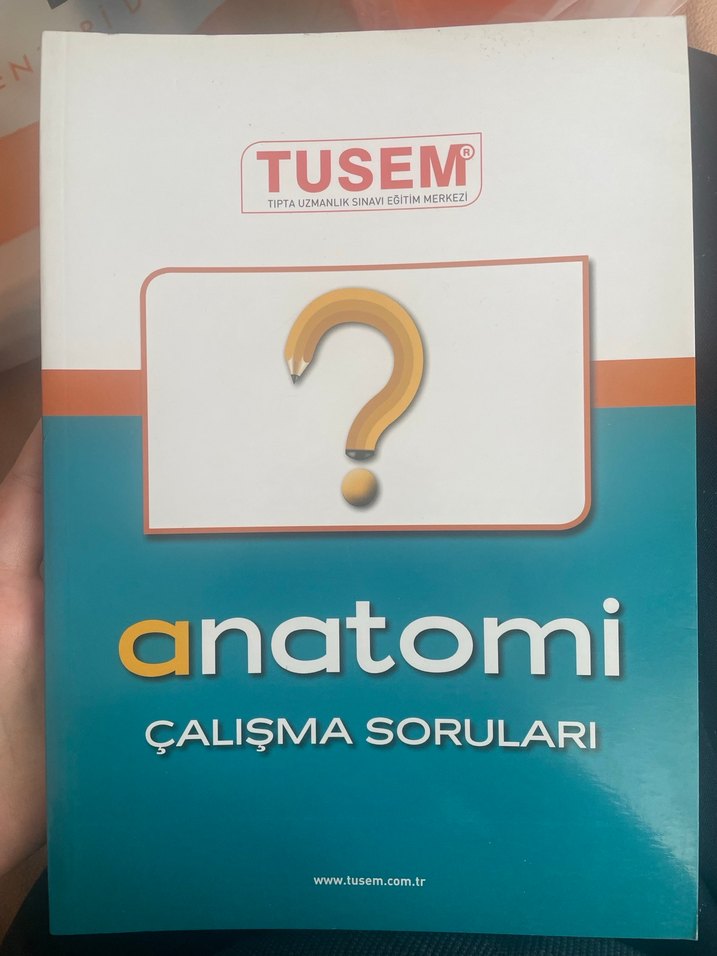 TUSEM®
TIPTA UZMANLIK SINAVI EĞİTİM MERKEZİ
anatomi
ÇALIŞMA SORULARI
www.tusem.com.tr